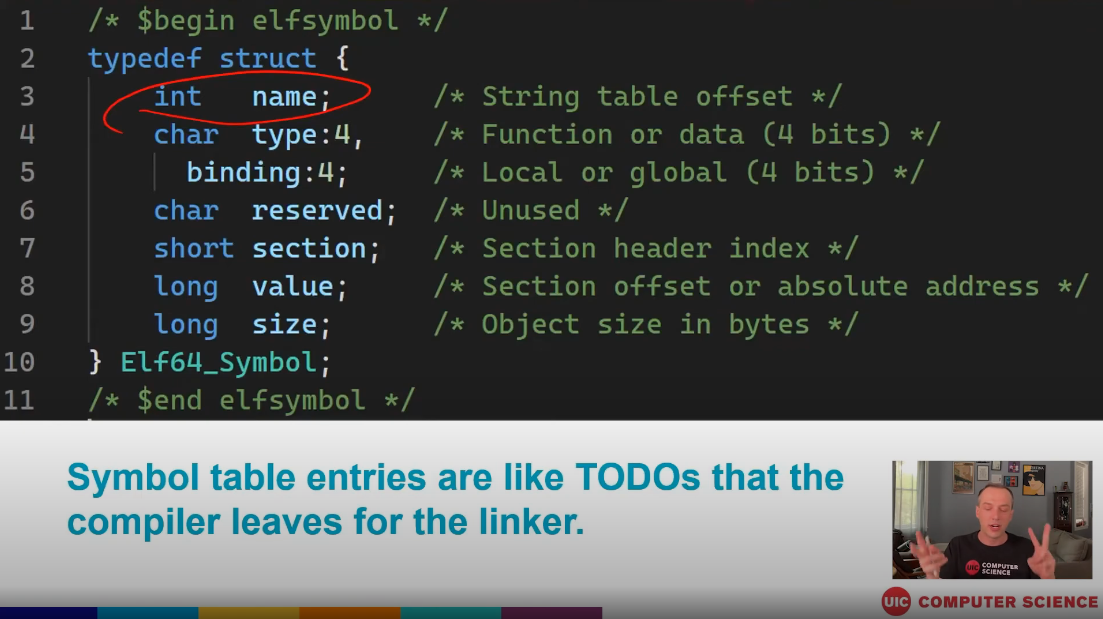 1 /* $begin elfsymbol */
2 typedef struct {
3 int name; /* String table offset */
4 char type:4, /* Function or data (4 bits) */
5 binding:4; /* Local or global (4 bits) */
6 char reserved; /* Unused */
7 short section; /* Section header index */
8 long value; /* Section offset or absolute address */
9 long size; /* Object size in bytes */
10 } Elf64_Symbol;
11 /* $end elfsymbol */
Symbol table entries are like TODOs that the
compiler leaves for the linker.
UIC COMPUTER
SCIENCE
UIC COMPUTER SCIENCE